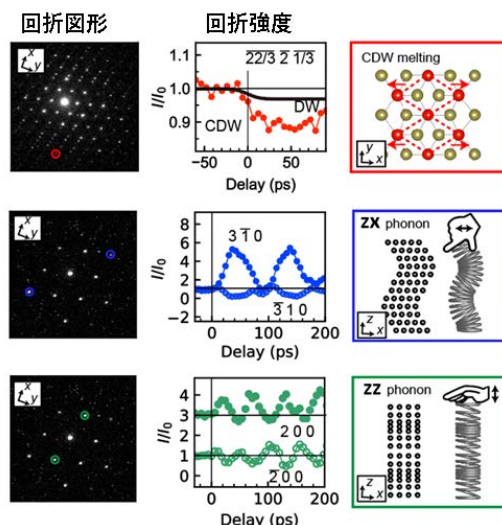 回折図形
回折強度
x
y
I/I0
1.1
1.0
0.9
22/3 2 1/3
DW
CDW
-50 0 50
Delay (ps)
CDW melting
y
x
x
y
I/I0
6
4
2
0
-2
3 1̅ 0
3̅ 1 0
0 100 200
Delay (ps)
ZX phonon
z
x
x
y
I/I0
4
3
2
1
0
2 0 0
2̅ 0 0
0 100 200
Delay (ps)
ZZ phonon
z
x